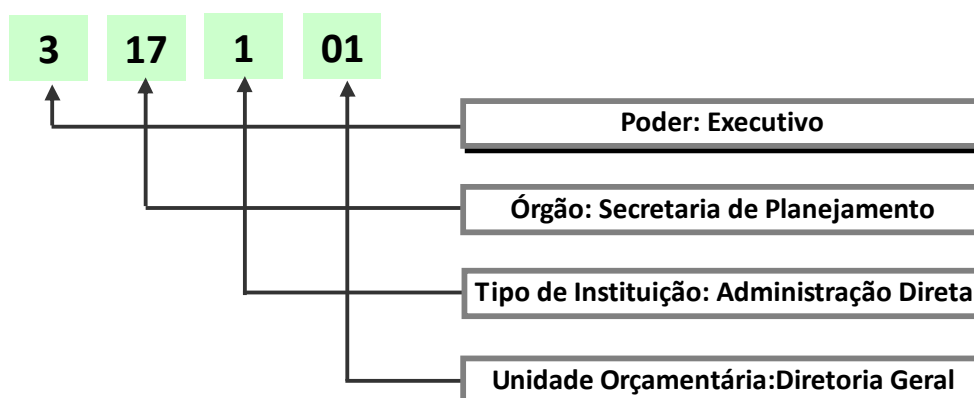 3 17 1 01
Poder: Executivo
Órgão: Secretaria de Planejamento
Tipo de Instituição: Administração Direta
Unidade Orçamentária:Diretoria Geral